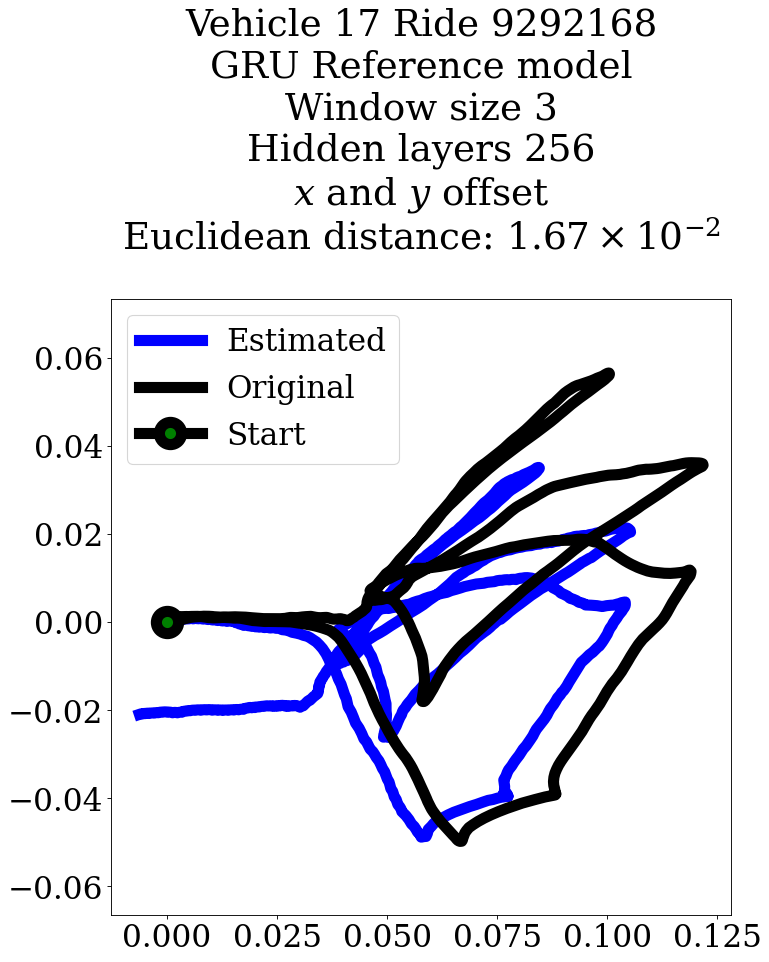 Vehicle 17 Ride 9292168
GRU Reference model
Window size 3
Hidden layers 256
x and y offset
Euclidean distance: 1.67 × 10⁻²
Estimated
Original
Start
0.06
0.04
0.02
0.00
−0.02
−0.04
−0.06
0.000 0.025 0.050 0.075 0.100 0.125